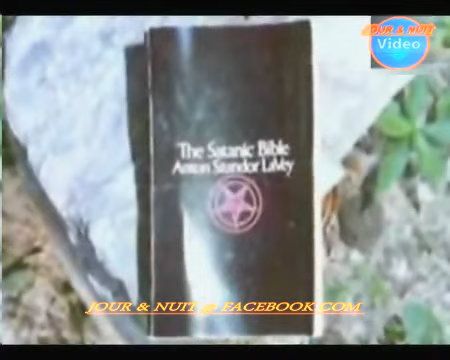 JOUR & NUIT
Video
The Satanic Bible
Anton Szandor LaVey
JOUR & NUIT @ FACEBOOK.COM